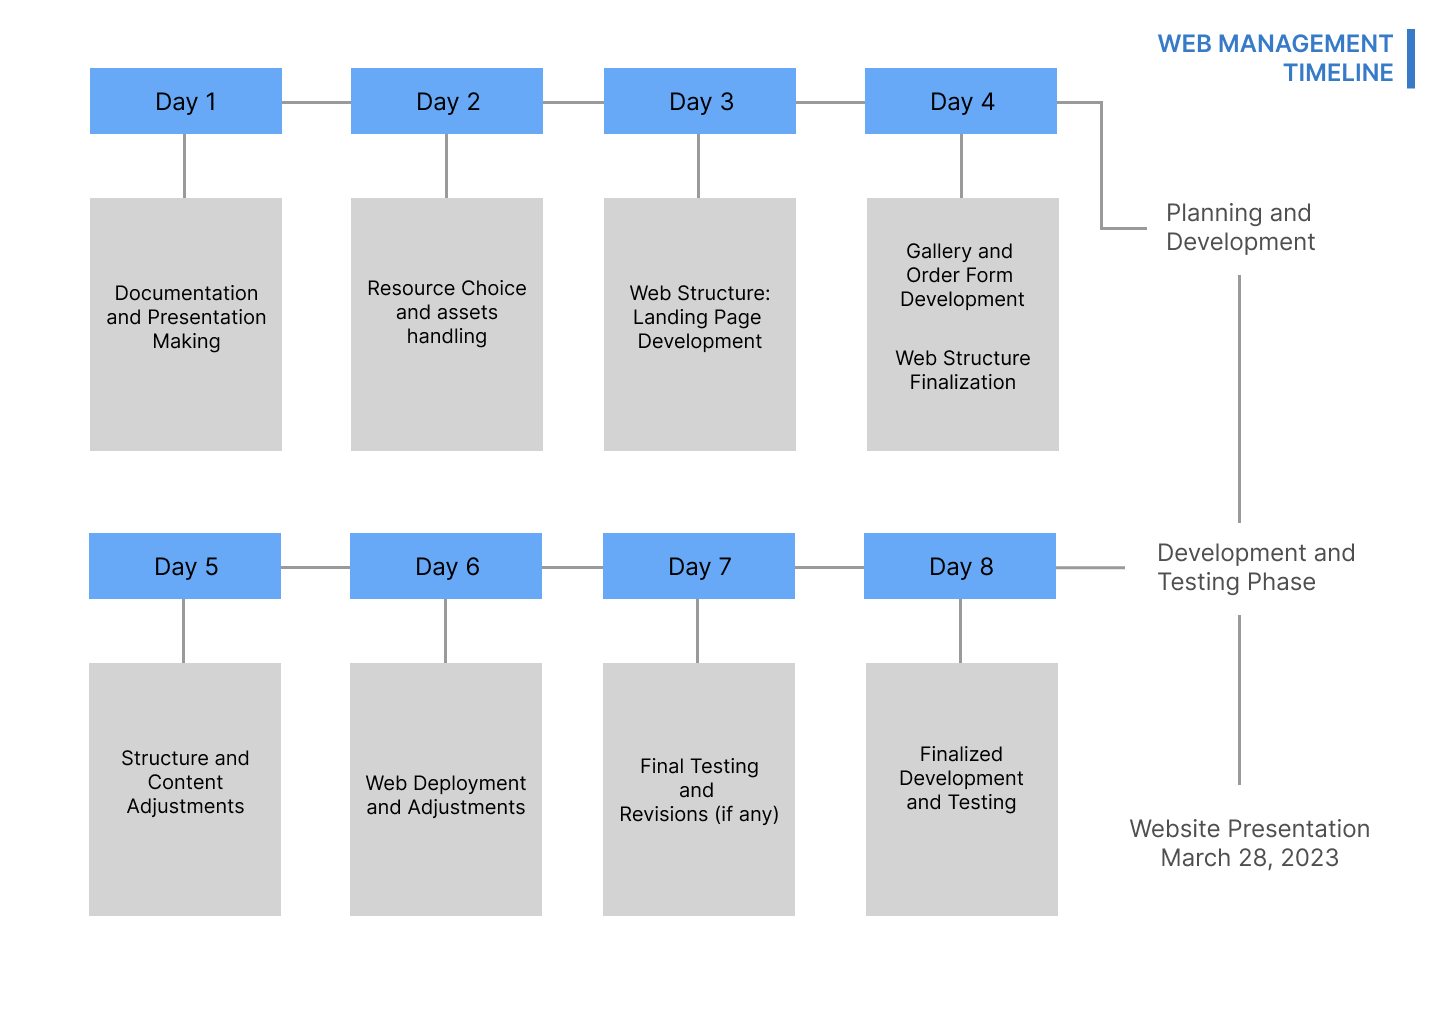 WEB MANAGEMENT
TIMELINE
Day 1
Day 2
Day 3
Day 4
Documentation
and Presentation
Making
Resource Choice
and assets
handling
Web Structure:
Landing Page
Development
Gallery and
Order Form
Development
Web Structure
Finalization
Planning and
Development
Day 5
Day 6
Day 7
Day 8
Development and
Testing Phase
Structure and
Content
Adjustments
Web Deployment
and Adjustments
Final Testing
and
Revisions (if any)
Finalized
Development
and Testing
Website Presentation
March 28, 2023